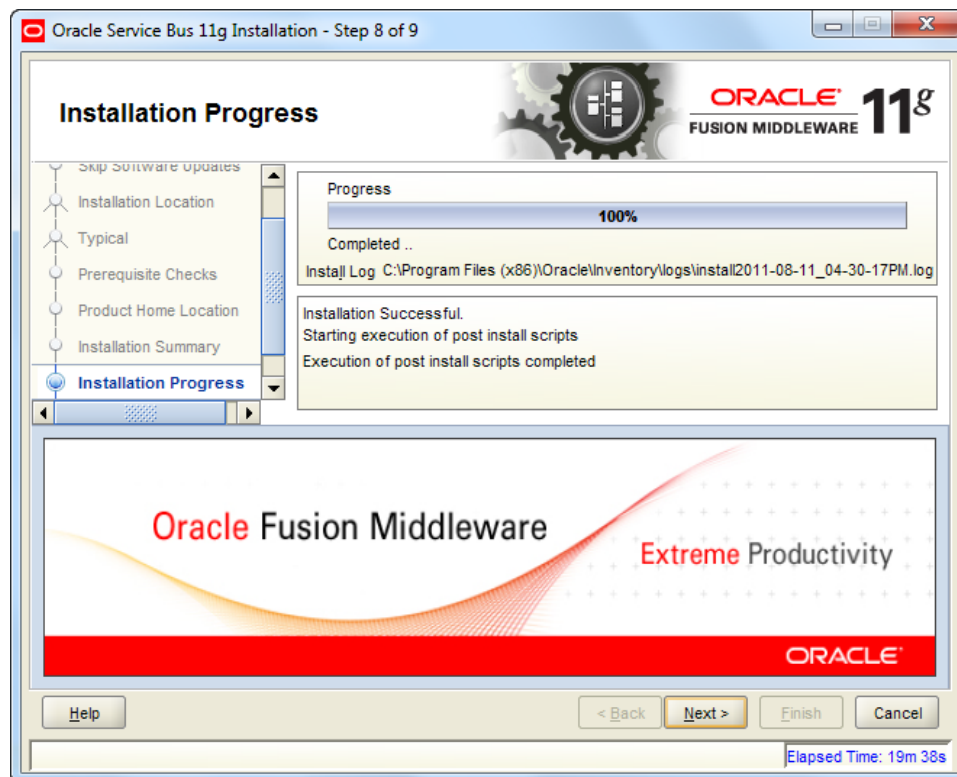 Oracle Service Bus 11g Installation - Step 8 of 9
Installation Progress
ORACLE
FUSION MIDDLEWARE
11g
Skip Software Updates
Installation Location
Typical
Prerequisite Checks
Product Home Location
Installation Summary
Installation Progress
Progress
100%
Completed ..
Install Log C:\Program Files (x86)\Oracle\Inventory\logs\install2011-08-11_04-30-17PM.log
Installation Successful.
Starting execution of post install scripts
Execution of post install scripts completed
Oracle Fusion Middleware
Extreme Productivity
ORACLE
Help
< Back
Next >
Finish
Cancel
Elapsed Time: 19m 38s